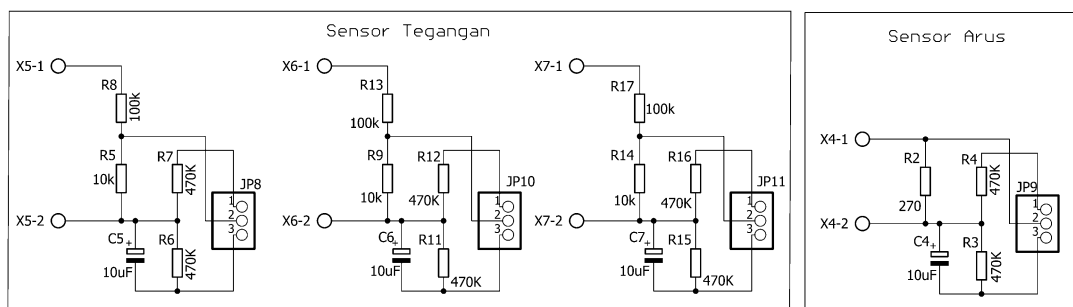 Sensor Tegangan
X5-1
R8
100k
R5
10k
R7
470K
JP8
1
2
3
X5-2
C5
+
10uF
R6
470K
X6-1
R13
100k
R9
10k
R12
470K
JP10
1
2
3
X6-2
C6
+
10uF
R11
470K
X7-1
R17
100k
R14
10k
R16
470K
JP11
1
2
3
X7-2
C7
+
10uF
R15
470K
Sensor Arus
X4-1
R2
270
R4
470K
JP9
1
2
3
X4-2
C4
+
10uF
R3
470K